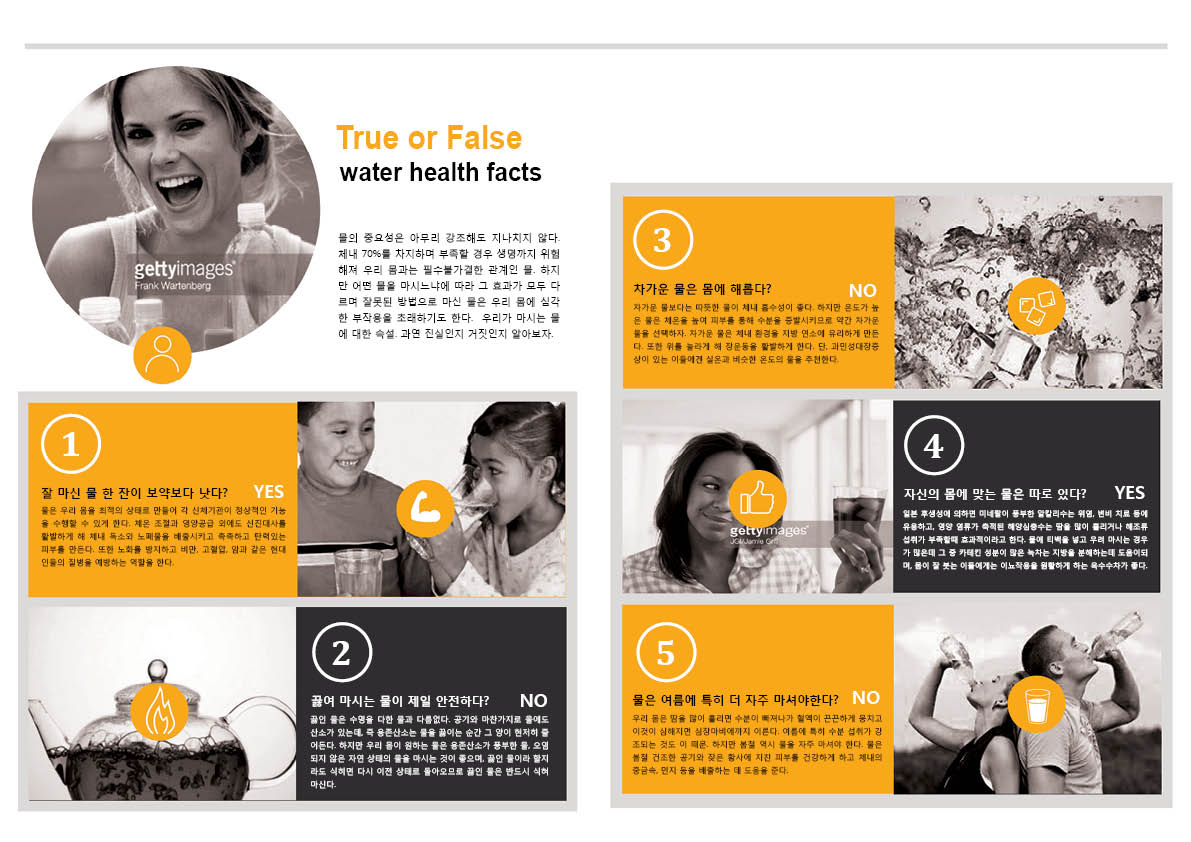 True or False
water health facts
물의 중요성은 아무리 강조해도 지나치지 않다.
체내 70%를 차지하며 부족할 경우 생명까지 위험
해져 우리 몸과는 필수불가결한 관계인 물. 하지
만 어떤 물을 마시느냐에 따라 그 효과가 모두 다
르며 잘못된 방법으로 마신 물은 우리 몸에 심각
한 부작용을 초래하기도 한다. 우리가 마시는 물
에 대한 속설. 과연 진실인지 거짓인지 알아보자.
gettyimages®
Frank Wartenberg
1
잘 마신 물 한 잔이 보약보다 낫다? YES
물은 우리 몸을 최적의 상태로 만들어 각 신체기관이 정상적인 기능
을 수행할 수 있게 한다. 체온 조절과 영양공급 외에도 신진대사를
활발하게 해 체내 독소와 노폐물을 배출시키고 촉촉하고 탄력있는
피부를 만든다. 또한 노화를 방지하고 비만, 고혈압, 암과 같은 현대
인들의 질병을 예방하는 역할을 한다.
2
끓여 마시는 물이 제일 안전하다? NO
끓인 물은 수명을 다한 물과 다름없다. 공기와 마찬가지로 물에도
산소가 있는데, 즉 용존산소는 물을 끓이는 순간 그 양이 현저히 줄
어든다. 하지만 우리 몸이 원하는 물은 용존산소가 풍부한 물, 오염
되지 않은 자연 상태의 물을 마시는 것이 좋으며, 끓인 물이라 할지
라도 식히면 다시 이전 상태로 돌아오므로 끓인 물은 반드시 식혀
마신다.
3
차가운 물은 몸에 해롭다? NO
차가운 물보다는 따뜻한 물이 체내 흡수성이 좋다. 하지만 온도가 높
은 물은 체온을 높여 피부를 통해 수분을 증발시키므로 약간 차가운
물을 선택하자. 차가운 물은 체내 환경을 지방 연소에 유리하게 만든
다. 또한 위를 놀라게 해 장운동을 활발하게 한다. 단, 과민성대장증
상이 있는 이들에겐 실온과 비슷한 온도의 물을 추천한다.
4
자신의 몸에 맞는 물은 따로 있다? YES
일본 후생성에 의하면 미네랄이 풍부한 알칼리수는 위염, 변비 치료 등에
유용하고, 영양 염류가 축적된 해양심층수는 땀을 많이 흘리거나 해조류
섭취가 부족할때 효과적이라고 한다. 물에 티백을 넣고 우려 마시는 경우
가 많은데 그 중 카테킨 성분이 많은 녹차는 지방을 분해하는데 도움이되
며, 몸이 잘 붓는 이들에게는 이뇨작용을 원활하게 하는 옥수수차가 좋다.
gettyimages®
5
물은 여름에 특히 더 자주 마셔야한다? NO
우리 몸은 땀을 많이 흘리면 수분이 빠져나가 혈액이 끈끈하게 뭉치고
이것이 심해지면 심장마비에까지 이른다. 여름에 특히 수분 섭취가 강
조되는 것도 이 때문. 하지만 봄철 역시 물을 자주 마셔야 한다. 물은
봄철 건조한 공기와 잦은 황사에 지친 피부를 건강하게 하고 체내의
중금속, 먼지 등을 배출하는 데 도움을 준다.